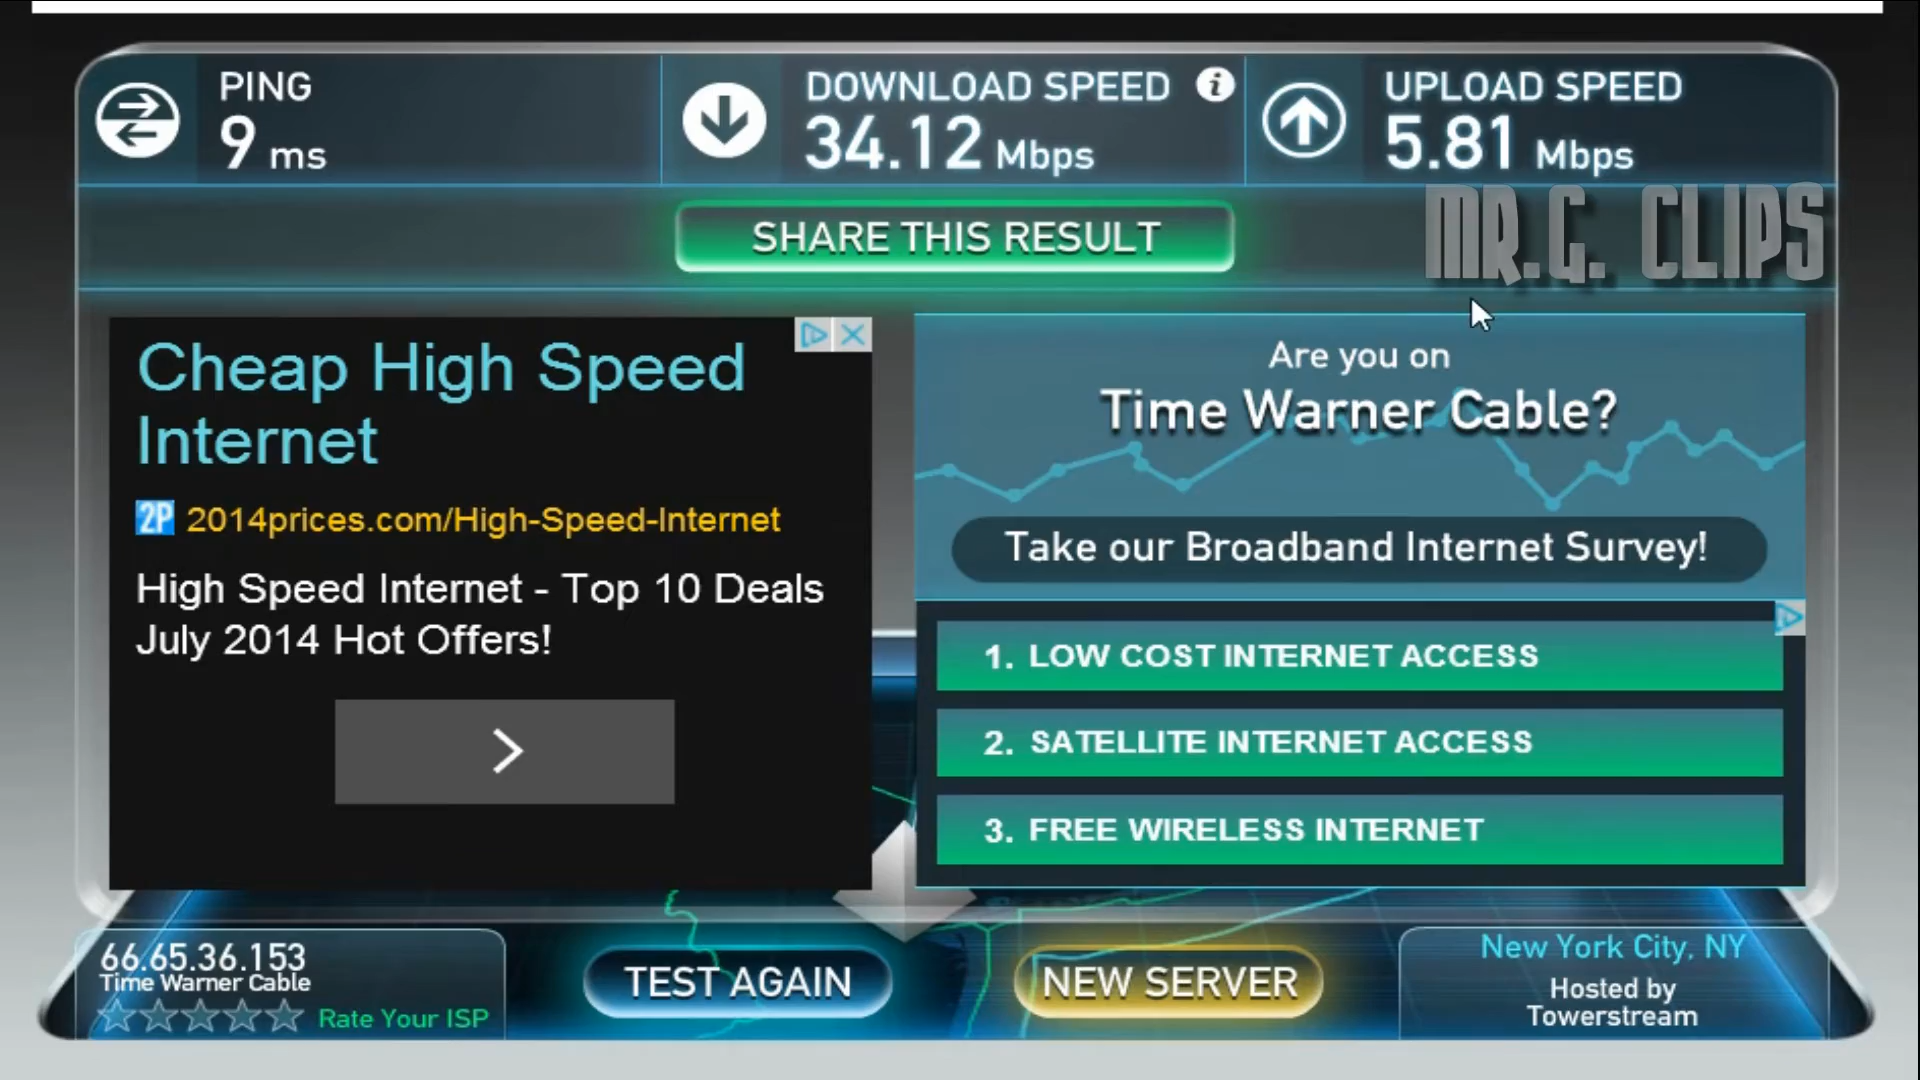 PING
9 ms
DOWNLOAD SPEED
34.12 Mbps
UPLOAD SPEED
5.81 Mbps
SHARE THIS RESULT
MR.G. CLIPS
Cheap High Speed
Internet
2P 2014prices.com/High-Speed-Internet
High Speed Internet - Top 10 Deals
July 2014 Hot Offers!
Are you on
Time Warner Cable?
Take our Broadband Internet Survey!
1. LOW COST INTERNET ACCESS
2. SATELLITE INTERNET ACCESS
3. FREE WIRELESS INTERNET
66.65.36.153
Time Warner Cable
Rate Your ISP
TEST AGAIN
NEW SERVER
New York City, NY
Hosted by
Towerstream